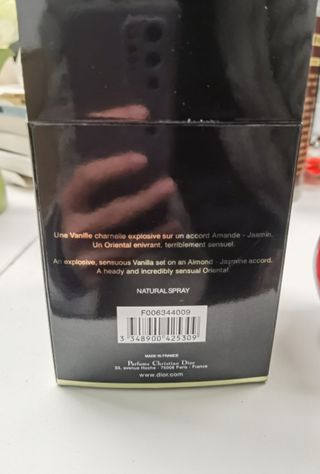 Une Vanille charnelle explosive sur un accord Amande - Jasmin.
Un Oriental enivrant, terriblement sensuel.
An explosive, sensuous Vanilla set on an Almond - Jasmine accord.
A heady and incredibly sensual Oriental.
NATURAL SPRAY
F006344009
3 348900 425309
MADE IN FRANCE
Parfums Christian Dior
33, avenue Hoche - 75008 Paris - France
www.dior.com